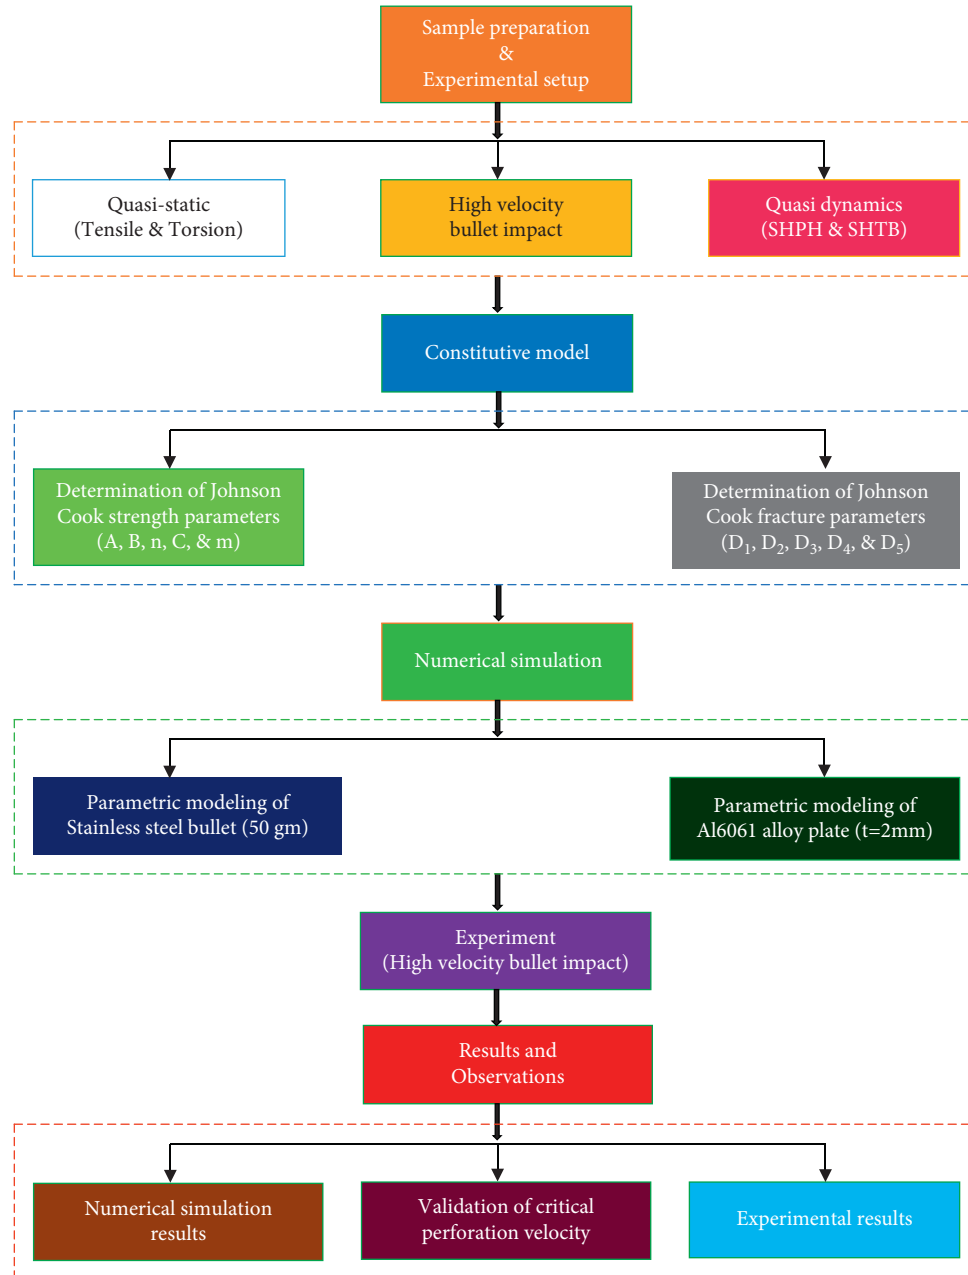 Sample preparation
&
Experimental setup
Quasi-static
(Tensile & Torsion)
High velocity
bullet impact
Quasi dynamics
(SHPH & SHTB)
Constitutive model
Determination of Johnson
Cook strength parameters
(A, B, n, C, & m)
Determination of Johnson
Cook fracture parameters
(D₁, D₂, D₃, D₄, & D₅)
Numerical simulation
Parametric modeling of
Stainless steel bullet (50 gm)
Parametric modeling of
Al6061 alloy plate (t=2mm)
Experiment
(High velocity bullet impact)
Results and
Observations
Numerical simulation
results
Validation of critical
perforation velocity
Experimental results